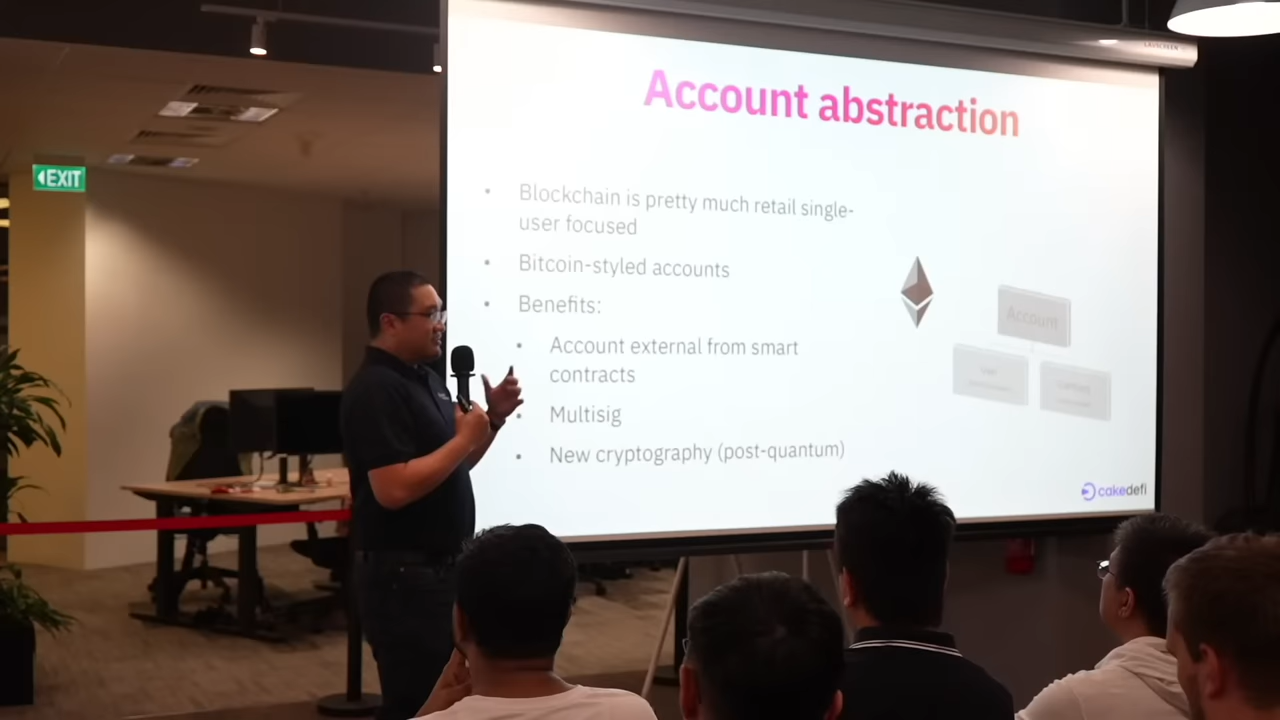 EXIT
Account abstraction
Blockchain is pretty much retail single-
user focused
Bitcoin-styled accounts
Benefits:
Account external from smart
contracts
Multisig
New cryptography (post-quantum)
Account
cakedefi